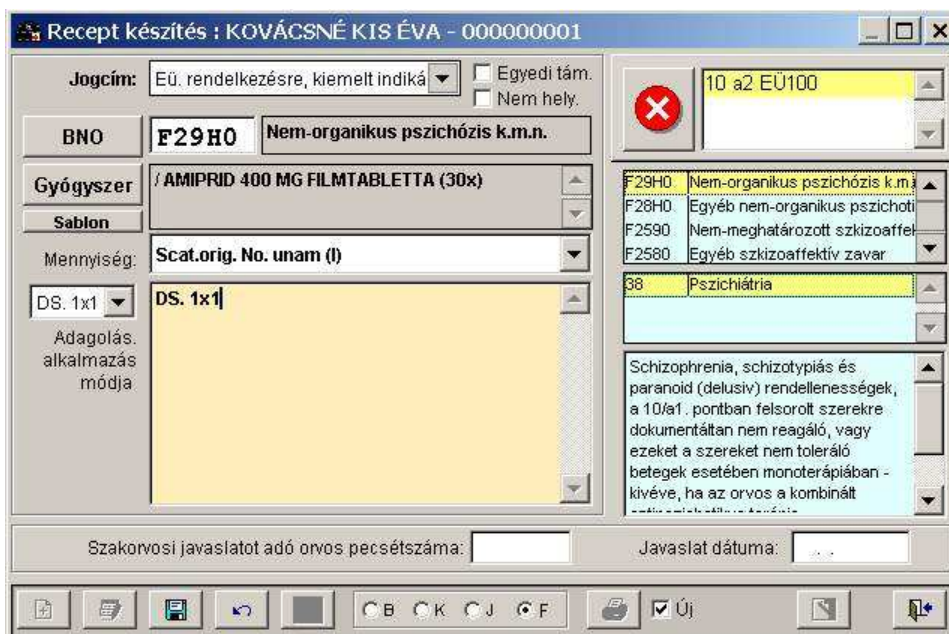 Recept készítés : KOVÁCSNÉ KIS ÉVA - 000000001
Jogcím: Eü. rendelkezésre, kiemelt indiká
Egyedi tám.
Nem hely.
BNO F29H0 Nem-organikus pszichózis k.m.n.
Gyógyszer / AMIPRID 400 MG FILMTABLETTA (30x)
Sablon
Mennyiség: Scat.orig. No. unam (I)
DS. 1x1 DS. 1x1
Adagolás.
alkalmazás
módja
10 a2 EÜ100
F29H0. Nem-organikus pszichózis k.m.
F28H0. Egyéb nem-organikus pszichoti
F2590 Nem-meghatározott szkizoaffek
F2580 Egyéb szkizoaffektív zavar
38 Pszichiátria
Schizophrenia, schizotypiás és
paranoid (delusiv) rendellenességek,
a 10/a1. pontban felsorolt szerekre
dokumentáltan nem reagáló, vagy
ezeket a szereket nem toleráló
betegek esetében monoterápiában -
kivéve, ha az orvos a kombinált
Szakorvosi javaslatot adó orvos pecsétszáma:
Javaslat dátuma: . .
B K J F
Új